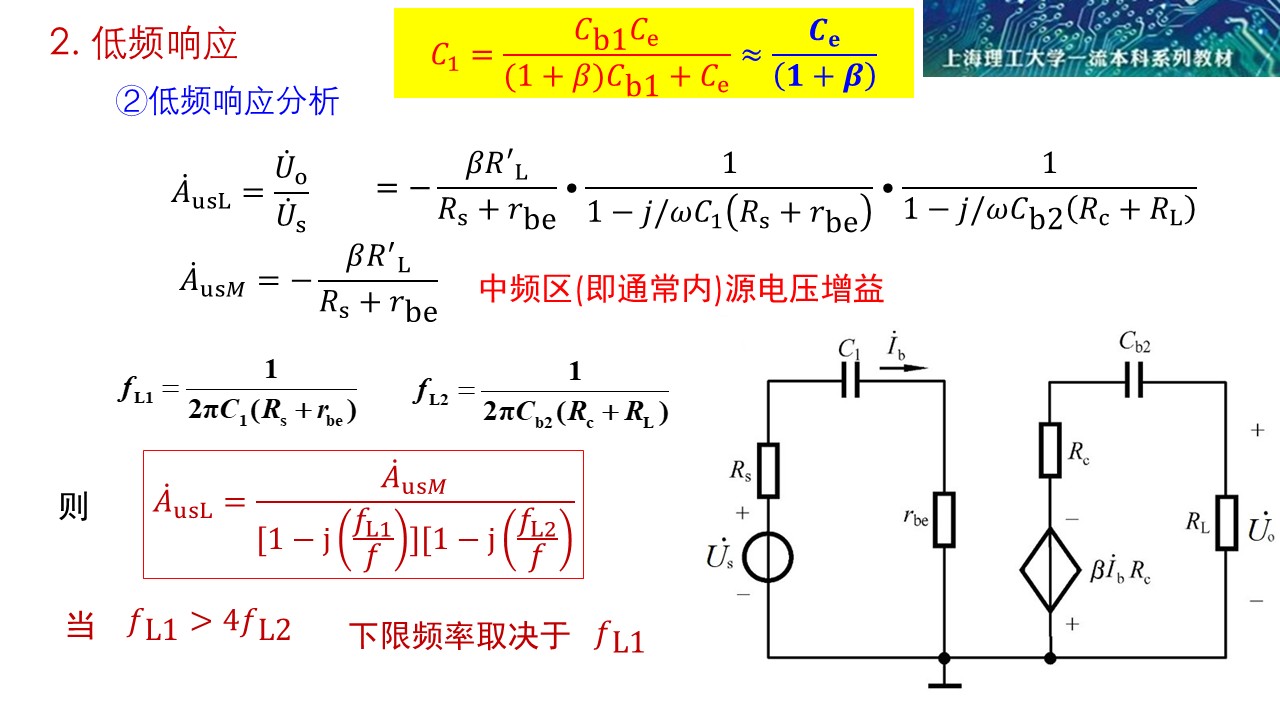 2. 低频响应
C₁ = C_b1C_e / ((1 + β)C_b1 + C_e) ≈ C_e / (1 + β)
上海理工大学一流本科系列教材
②低频响应分析
Ȧ_usL = U̇_o / U̇_s = − βR′_L / (R_s + r_be) • 1 / (1 − j/ωC₁(R_s + r_be)) • 1 / (1 − j/ωC_b2(R_c + R_L))
Ȧ_usM = − βR′_L / (R_s + r_be) 中频区(即通常内)源电压增益
f_L1 = 1 / (2πC₁(R_s + r_be)) f_L2 = 1 / (2πC_b2(R_c + R_L))
则 Ȧ_usL = Ȧ_usM / ([1 − j(f_L1/f)][1 − j(f_L2/f)])
当 f_L1 > 4f_L2 下限频率取决于 f_L1
C₁ İ_b C_b2
R_s R_c +
+ r_be − R_L U̇_o
U̇_s βİ_b R_c
− + −